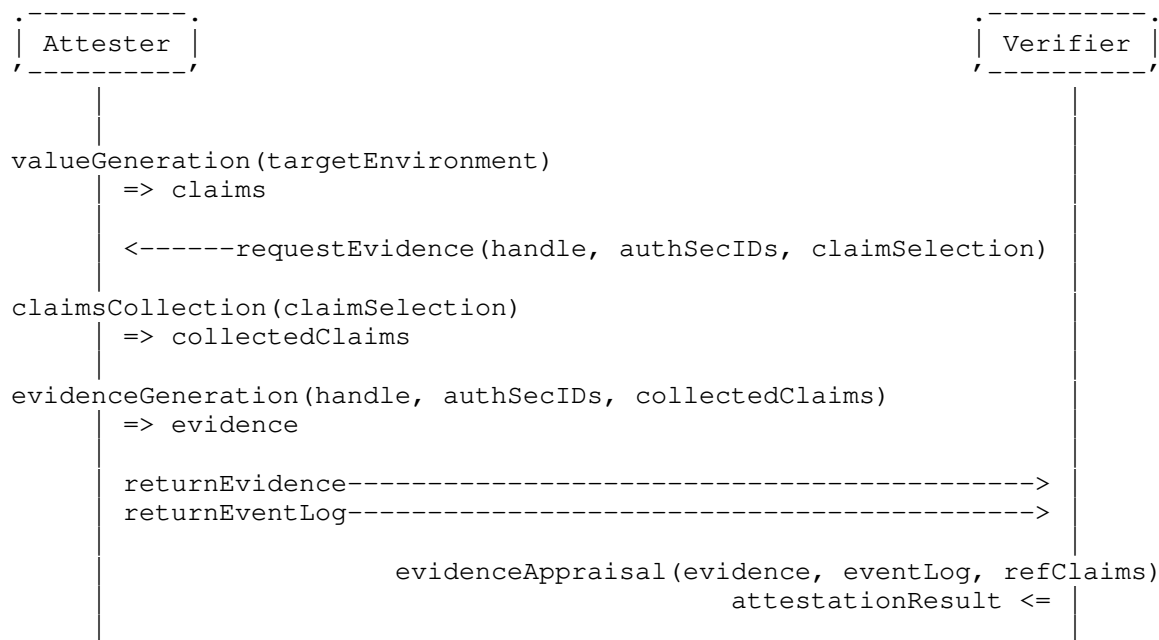 Attester Verifier
valueGeneration(targetEnvironment)
=> claims
<------requestEvidence(handle, authSecIDs, claimSelection)
claimsCollection(claimSelection)
=> collectedClaims
evidenceGeneration(handle, authSecIDs, collectedClaims)
=> evidence
returnEvidence------------------------------------------->
returnEventLog------------------------------------------->
evidenceAppraisal(evidence, eventLog, refClaims)
attestationResult <=